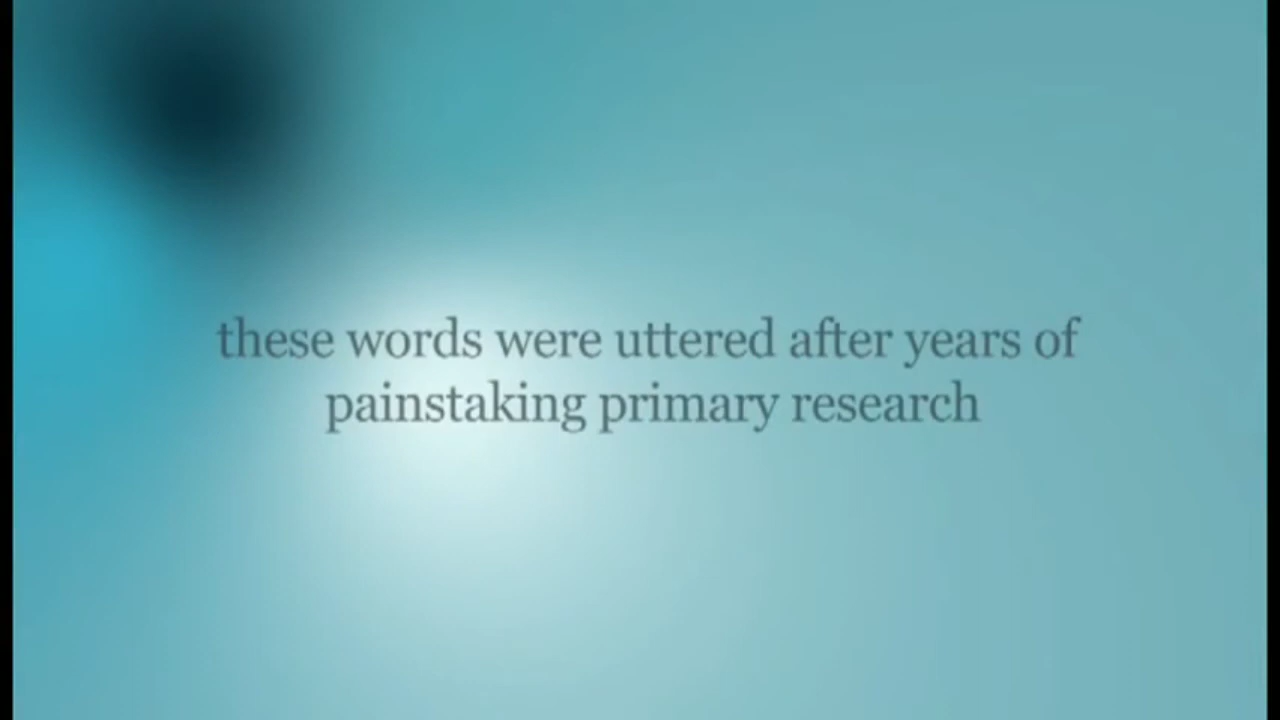 these words were uttered after years of
painstaking primary research